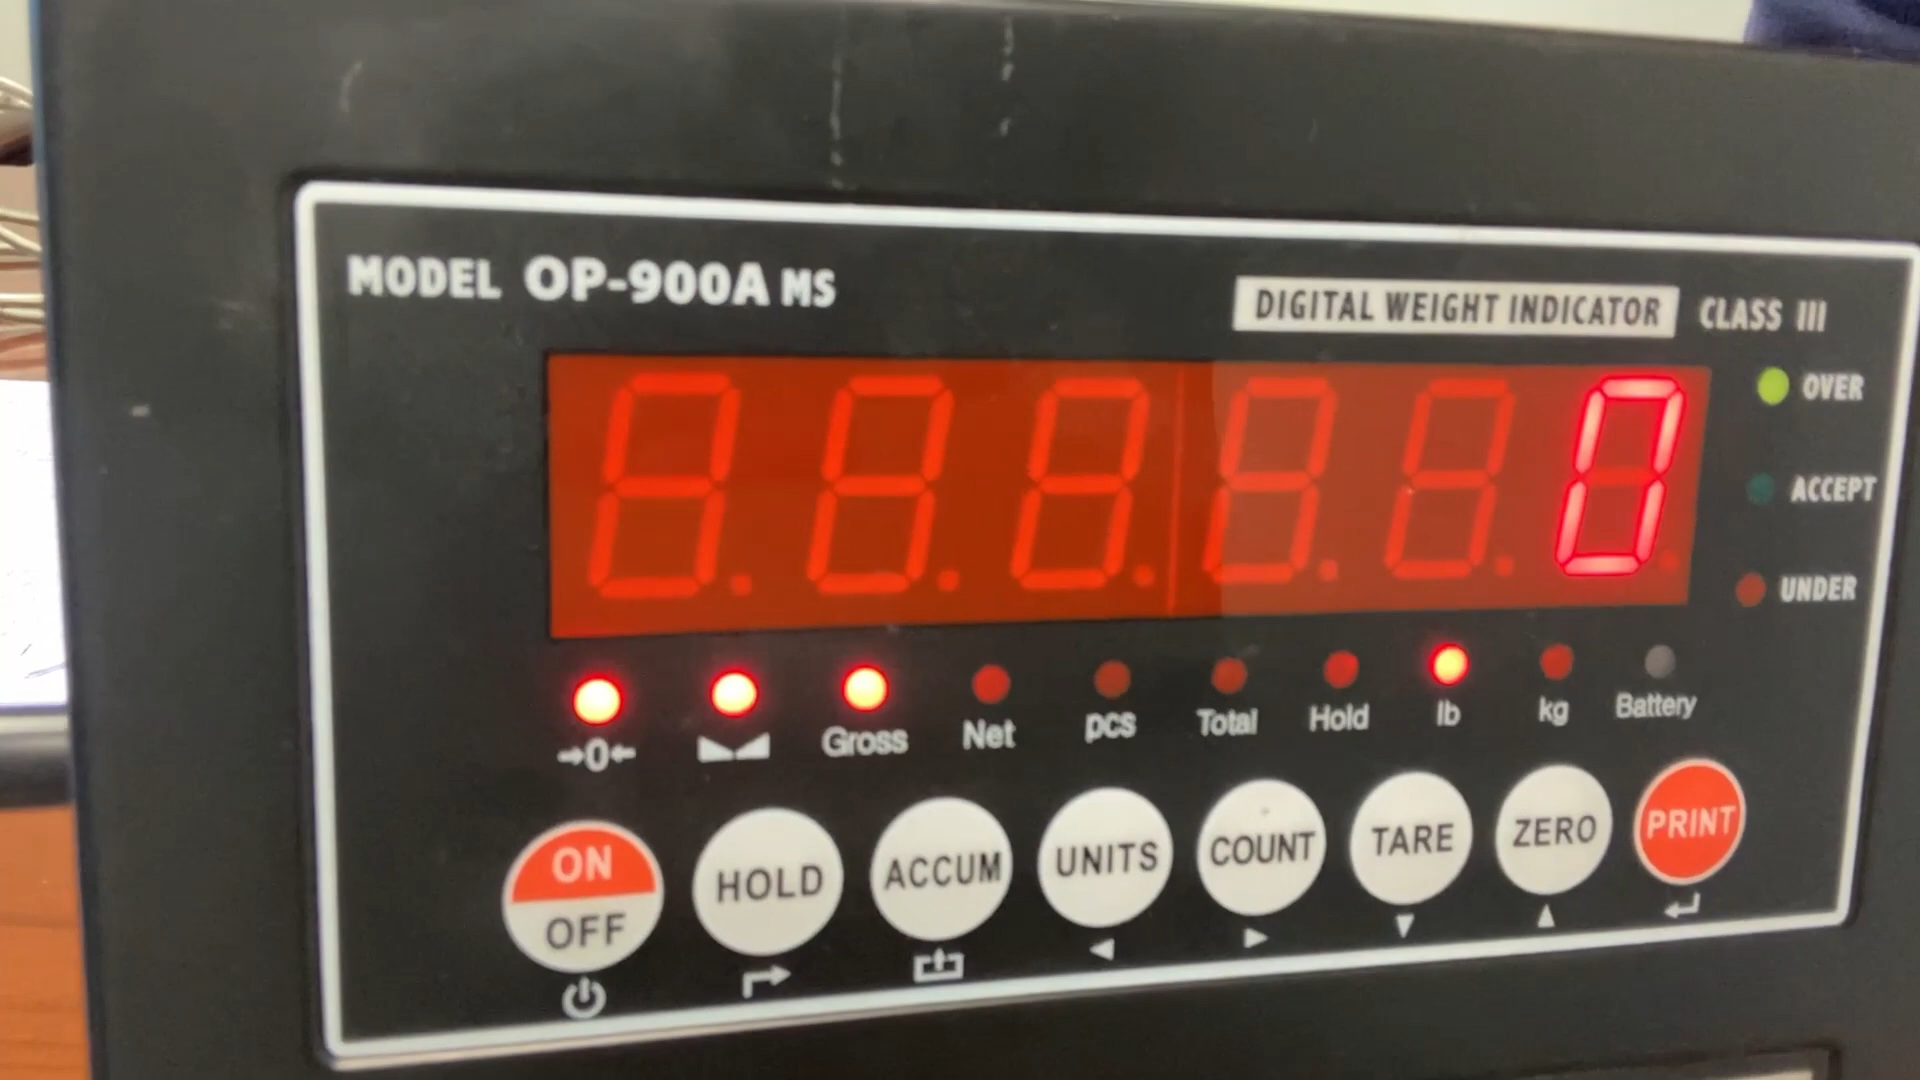 MODEL OP-900A MS
DIGITAL WEIGHT INDICATOR CLASS III
0
OVER
ACCEPT
UNDER
→0← Gross Net pcs Total Hold lb kg Battery
ON OFF HOLD ACCUM UNITS COUNT TARE ZERO PRINT